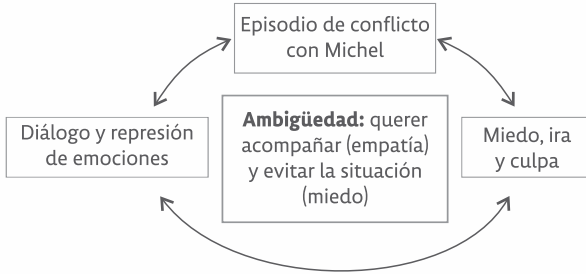 Episodio de conflicto
con Michel
Diálogo y represión
de emociones
Ambigüedad: querer
acompañar (empatía)
y evitar la situación
(miedo)
Miedo, ira
y culpa